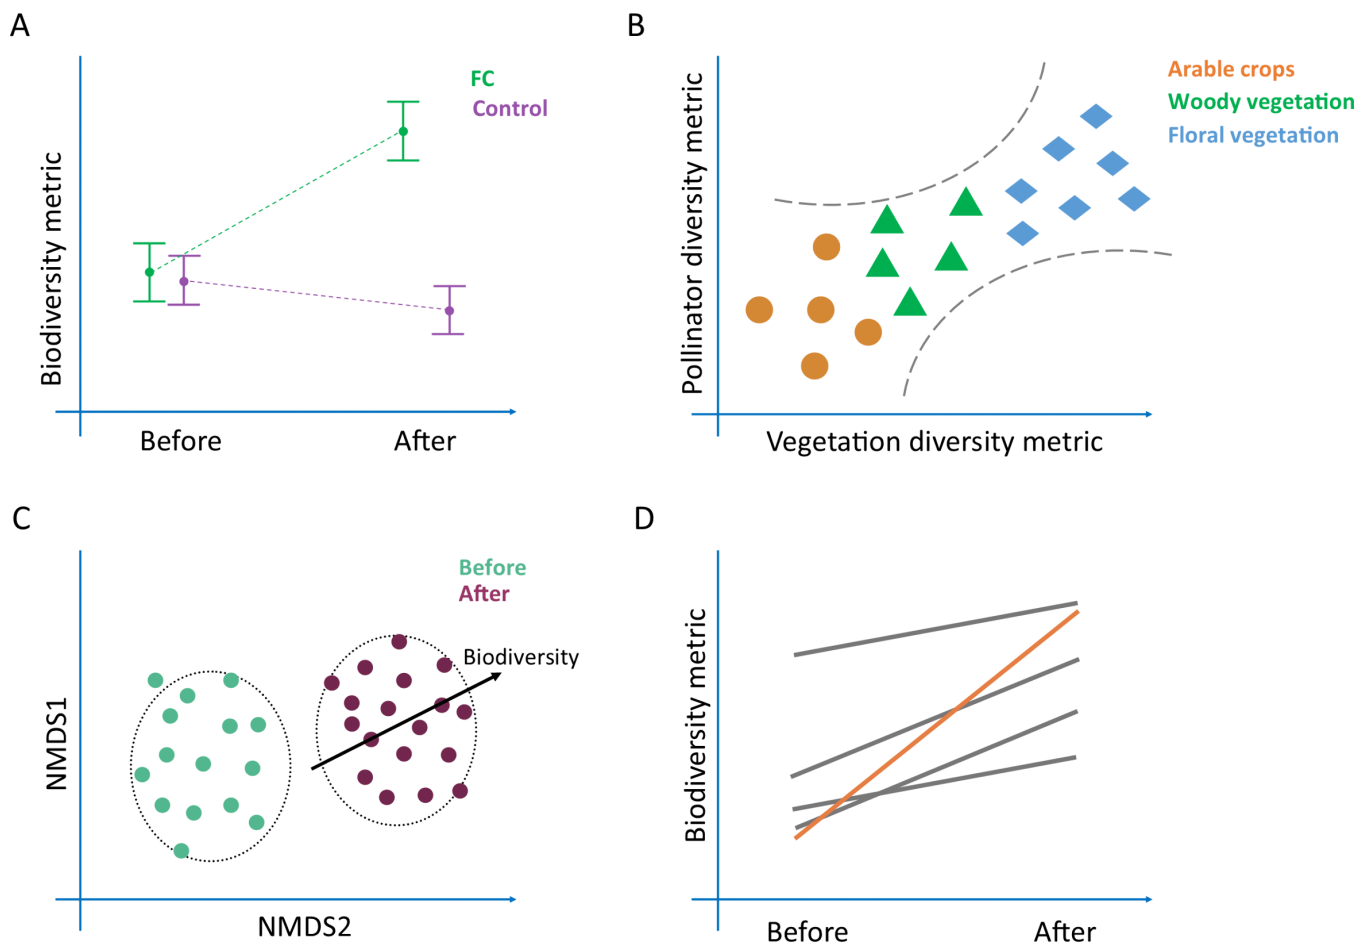 A
Biodiversity metric
FC
Control
Before
After
B
Pollinator diversity metric
Arable crops
Woody vegetation
Floral vegetation
Vegetation diversity metric
C
NMDS1
Before
After
Biodiversity
NMDS2
D
Biodiversity metric
Before
After